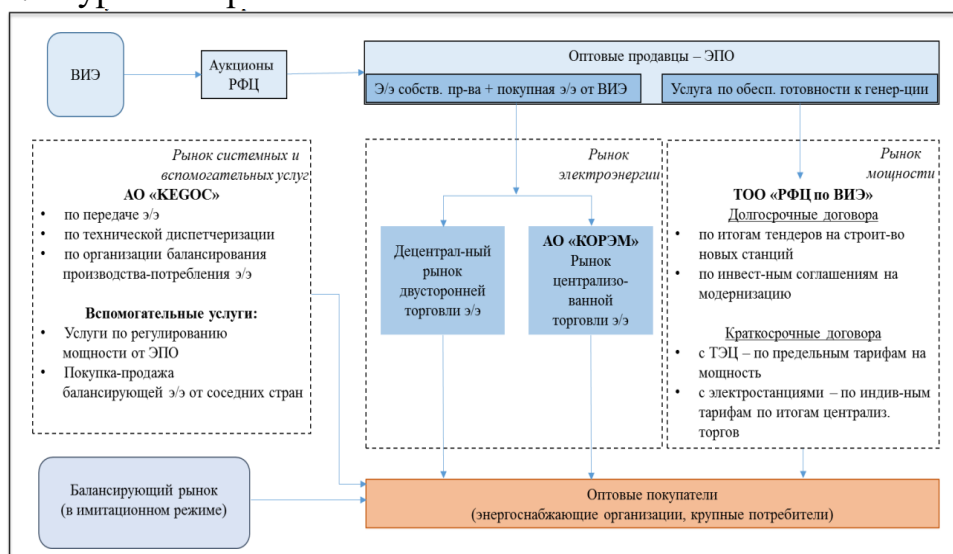 ВИЭ
Аукционы
РФЦ
Оптовые продавцы – ЭПО
Э/э собств. пр-ва + покупная э/э от ВИЭ
Услуга по обесп. готовности к генер-ции
Рынок системных и
вспомогательных услуг
АО «KEGOC»
• по передаче э/э
• по технической диспетчеризации
• по организации балансирования
производства-потребления э/э
Вспомогательные услуги:
• Услуги по регулированию
мощности от ЭПО
• Покупка-продажа
балансирующей э/э от соседних стран
Рынок
электроэнергии
Децентрал-ный
рынок
двусторонней
торговли э/э
АО «КОРЭМ»
Рынок
централизо-
ванной
торговли э/э
Рынок
мощности
ТОО «РФЦ по ВИЭ»
Долгосрочные договора
• по итогам тендеров на строит-во
новых станций
• по инвест-ным соглашениям на
модернизацию
Краткосрочные договора
• с ТЭЦ – по предельным тарифам на
мощность
• с электростанциями – по индив-ным
тарифам по итогам централиз.
торгов
Балансирующий рынок
(в имитационном режиме)
Оптовые покупатели
(энергоснабжающие организации, крупные потребители)